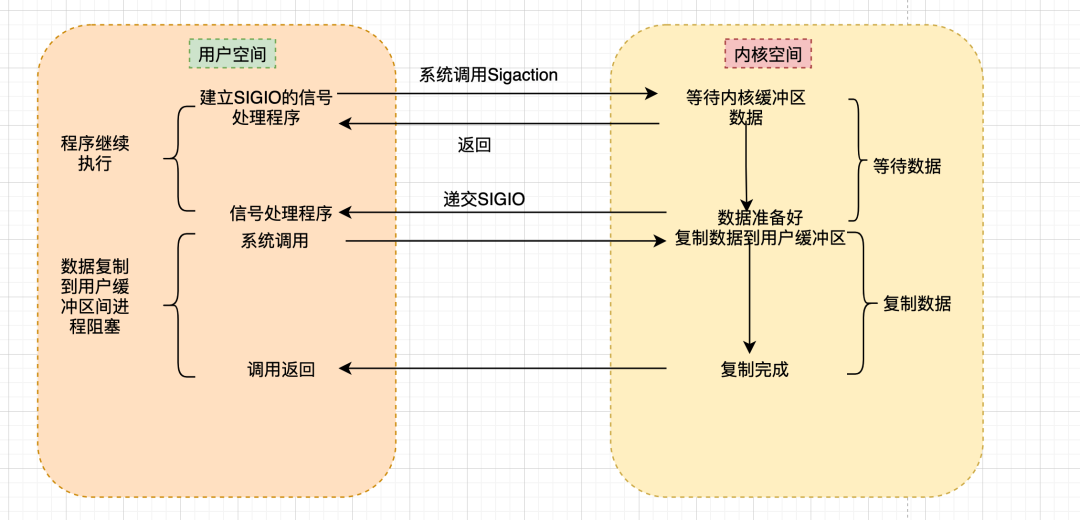 用户空间
内核空间
系统调用Sigaction
建立SIGIO的信号
处理程序
等待内核缓冲区
数据
程序继续
执行
返回
等待数据
递交SIGIO
信号处理程序
数据准备好
系统调用
复制数据到用户缓冲区
数据复制
到用户缓
冲区间进
程阻塞
复制数据
调用返回
复制完成